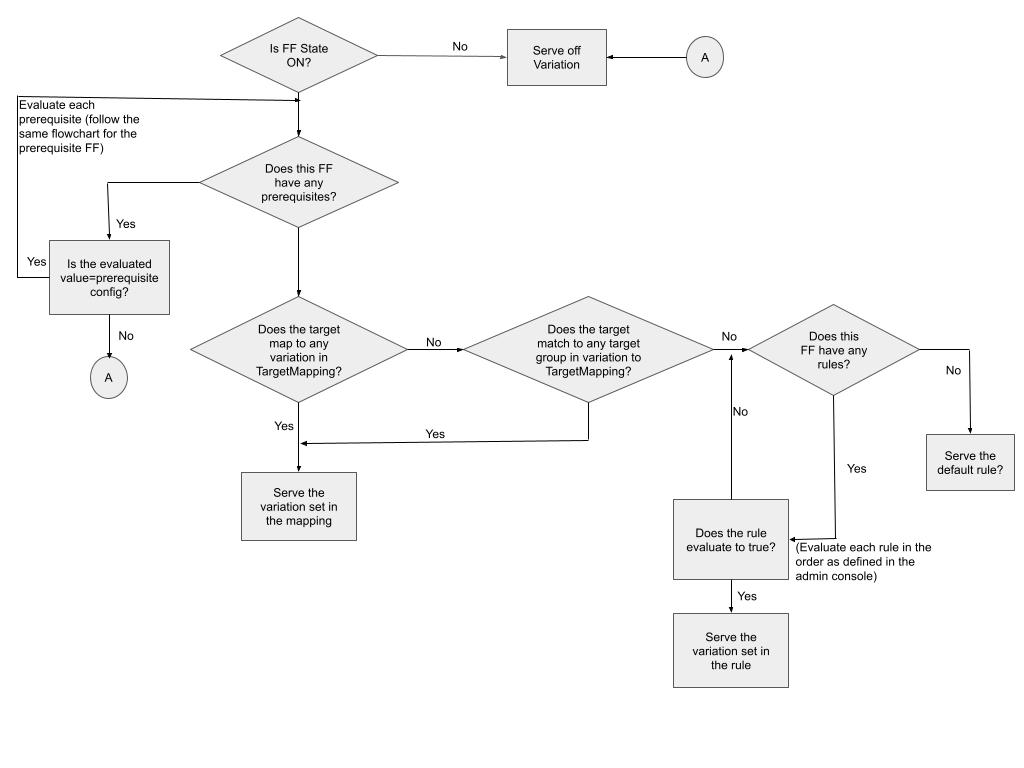 Is FF State
ON?
No
Serve off
Variation
A
Evaluate each
prerequisite (follow the
same flowchart for the
prerequisite FF)
Does this FF
have any
prerequisites?
Yes
Yes
Is the evaluated
value=prerequisite
config?
No
A
Does the target
map to any
variation in
TargetMapping?
No
Does the target
match to any target
group in variation to
TargetMapping?
No
Does this
FF have any
rules?
No
Yes
Yes
No
Serve the
default rule?
Yes
Serve the
variation set in
the mapping
Does the rule
evaluate to true?
(Evaluate each rule in the
order as defined in the
admin console)
Yes
Serve the
variation set in
the rule